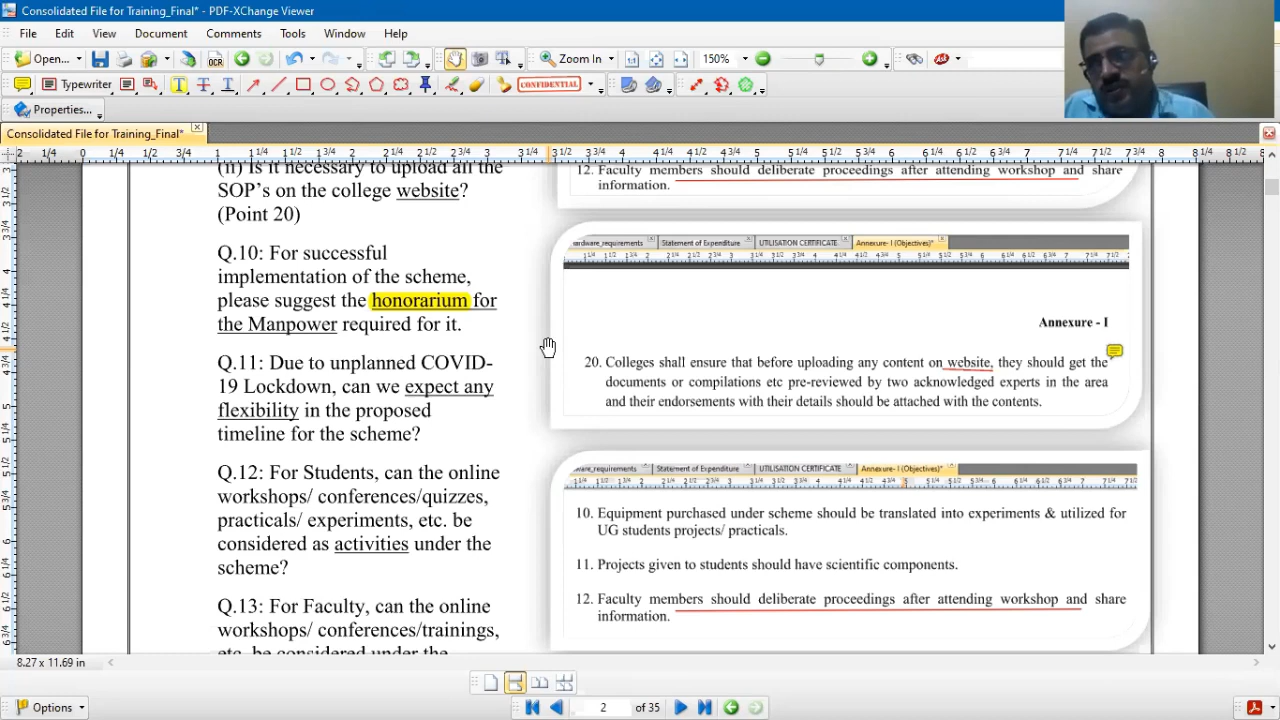 Consolidated File for Training_Final* - PDF-XChange Viewer
File Edit View Document Comments Tools Window Help
Open... OCR Zoom In 150%
Typewriter CONFIDENTIAL
Properties...
Consolidated File for Training_Final*
(n) Is it necessary to upload all the
SOP's on the college website?
(Point 20)
Q.10: For successful
implementation of the scheme,
please suggest the honorarium for
the Manpower required for it.
Q.11: Due to unplanned COVID-
19 Lockdown, can we expect any
flexibility in the proposed
timeline for the scheme?
Q.12: For Students, can the online
workshops/ conferences/quizzes,
practicals/ experiments, etc. be
considered as activities under the
scheme?
Q.13: For Faculty, can the online
workshops/ conferences/trainings,
etc. be considered under the
12. Faculty members should deliberate proceedings after attending workshop and share
information.
ardware_requirements Statement of Expenditure UTILISATION CERTIFICATE Annexure- I (Objectives)*
Annexure - I
20. Colleges shall ensure that before uploading any content on website, they should get the
documents or compilations etc pre-reviewed by two acknowledged experts in the area
and their endorsements with their details should be attached with the contents.
ware_requirements Statement of Expenditure UTILISATION CERTIFICATE Annexure- I (Objectives)*
10. Equipment purchased under scheme should be translated into experiments & utilized for
UG students projects/ practicals.
11. Projects given to students should have scientific components.
12. Faculty members should deliberate proceedings after attending workshop and share
information.
8.27 x 11.69 in
Options 2 of 35